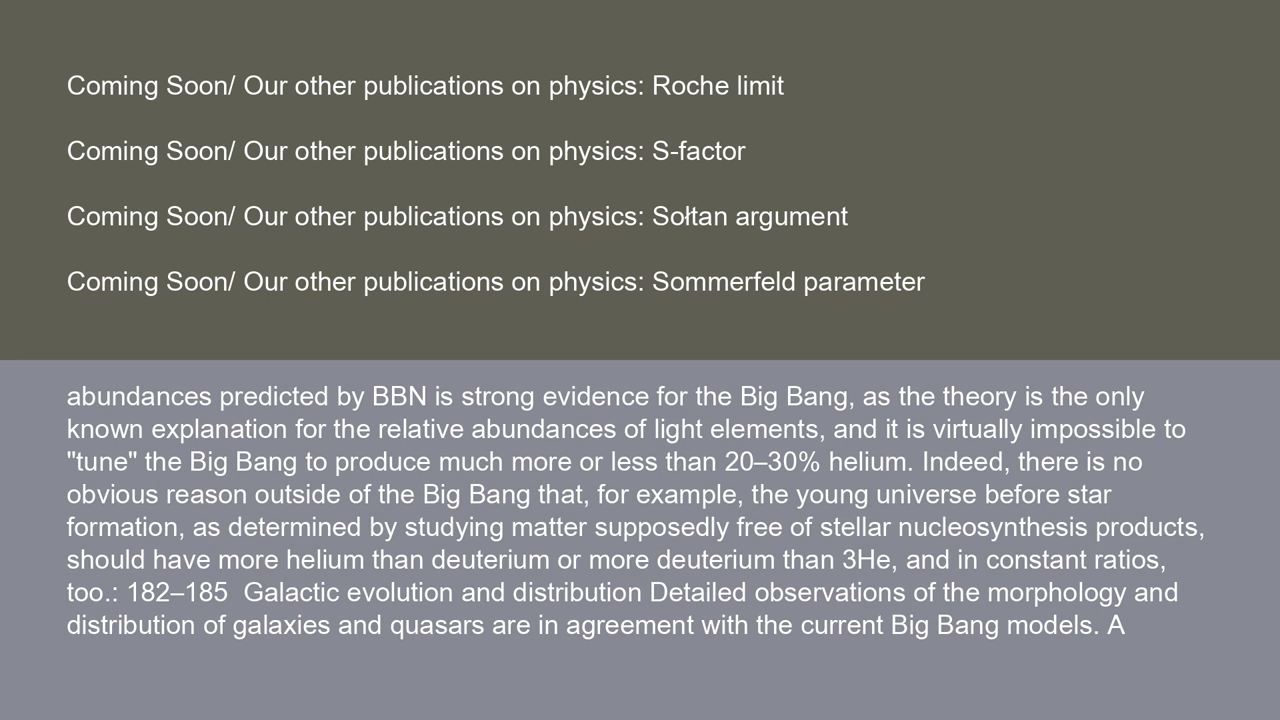 Coming Soon/ Our other publications on physics: Roche limit
Coming Soon/ Our other publications on physics: S-factor
Coming Soon/ Our other publications on physics: Sołtan argument
Coming Soon/ Our other publications on physics: Sommerfeld parameter
abundances predicted by BBN is strong evidence for the Big Bang, as the theory is the only
known explanation for the relative abundances of light elements, and it is virtually impossible to
"tune" the Big Bang to produce much more or less than 20–30% helium. Indeed, there is no
obvious reason outside of the Big Bang that, for example, the young universe before star
formation, as determined by studying matter supposedly free of stellar nucleosynthesis products,
should have more helium than deuterium or more deuterium than 3He, and in constant ratios,
too.: 182–185  Galactic evolution and distribution Detailed observations of the morphology and
distribution of galaxies and quasars are in agreement with the current Big Bang models. A